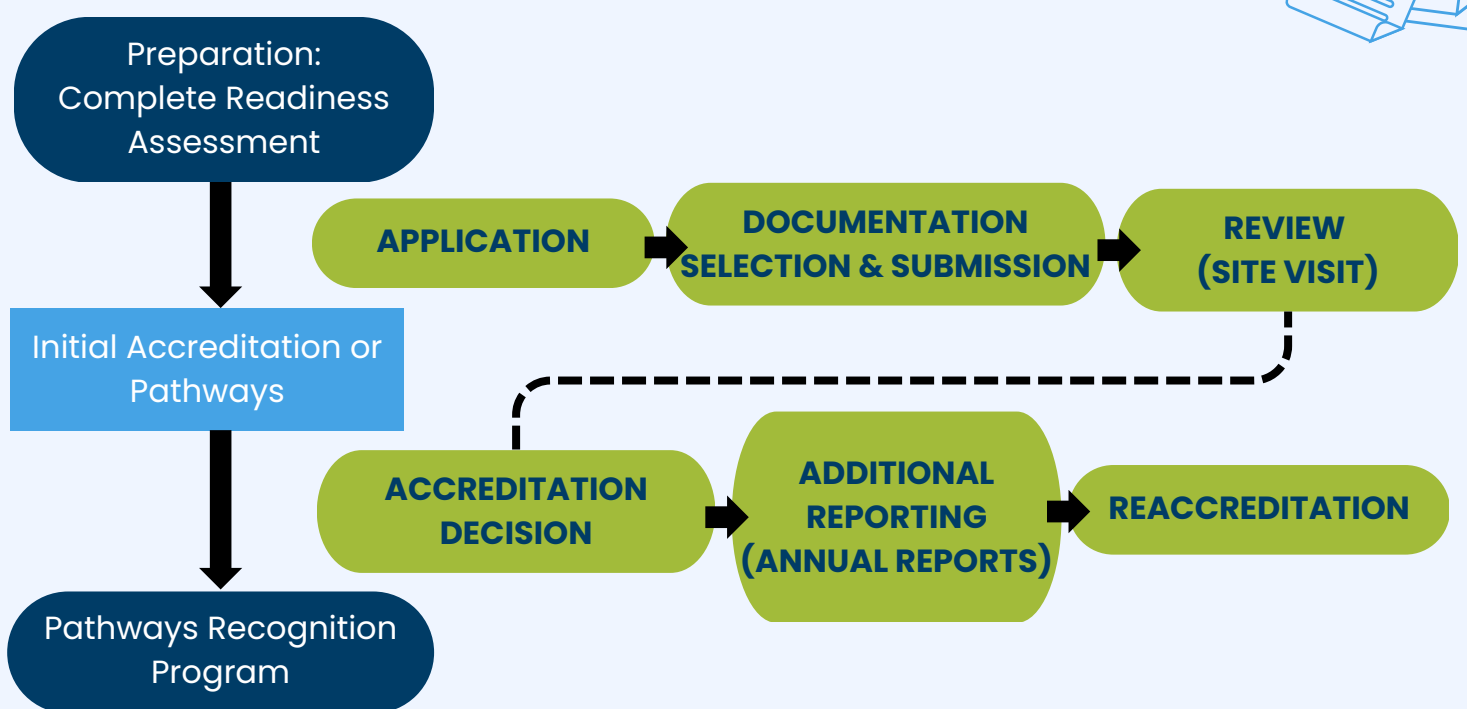 Preparation:
Complete Readiness
Assessment
APPLICATION
DOCUMENTATION
SELECTION & SUBMISSION
REVIEW
(SITE VISIT)
Initial Accreditation or
Pathways
ACCREDITATION
DECISION
ADDITIONAL
REPORTING
(ANNUAL REPORTS)
REACCREDITATION
Pathways Recognition
Program